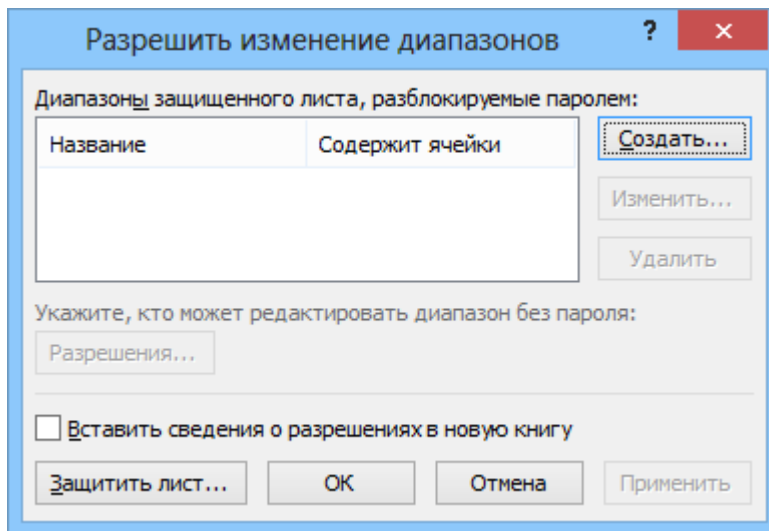 Разрешить изменение диапазонов ? ×
Диапазоны защищенного листа, разблокируемые паролем:
Название Содержит ячейки Создать...
Изменить...
Удалить
Укажите, кто может редактировать диапазон без пароля:
Разрешения...
Вставить сведения о разрешениях в новую книгу
Защитить лист... ОК Отмена Применить